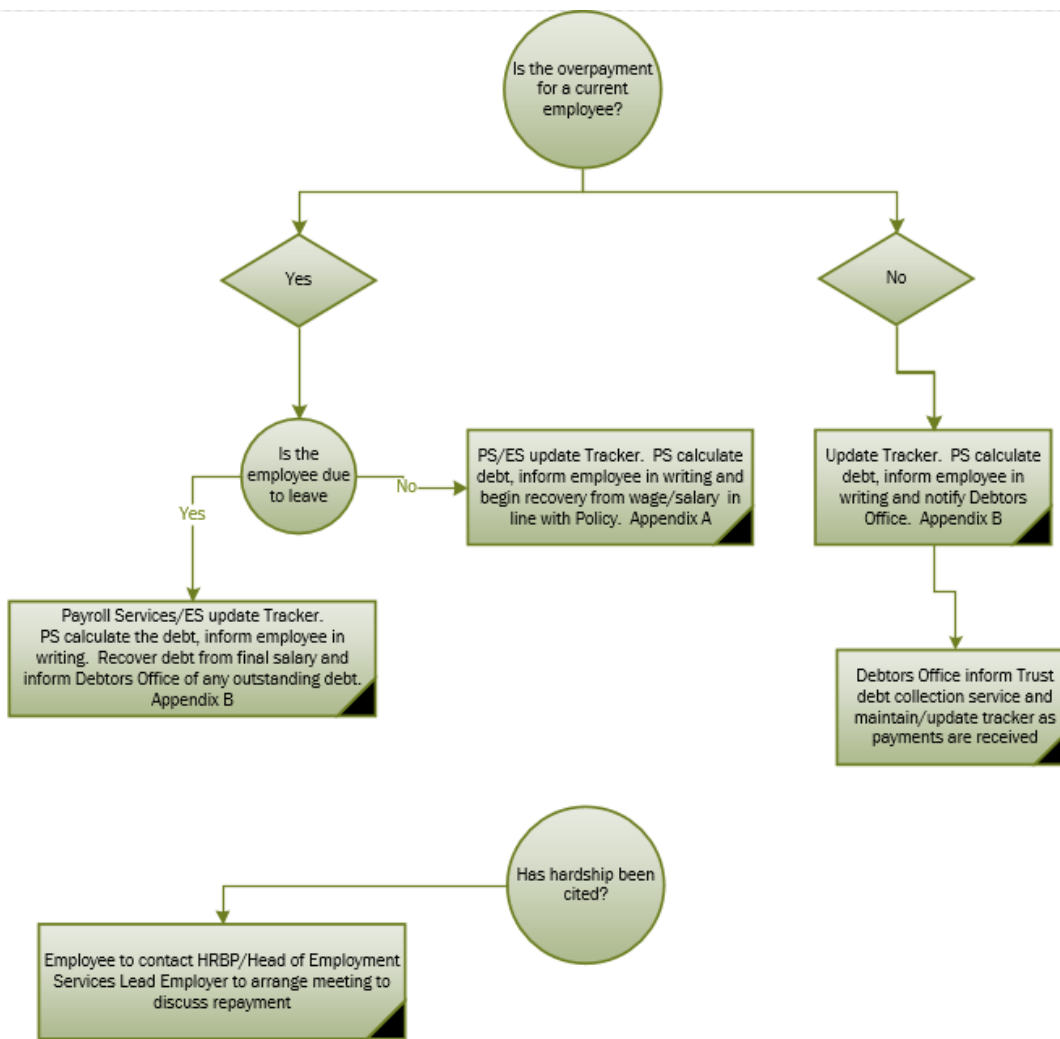 Is the overpayment
for a current
employee?
Yes
No
Is the
employee due
to leave
No
Yes
PS/ES update Tracker.  PS calculate
debt, inform employee in writing and
begin recovery from wage/salary  in
line with Policy.  Appendix A
Update Tracker.  PS calculate
debt, inform employee in
writing and notify Debtors
Office.  Appendix B
Payroll Services/ES update Tracker.
PS calculate the debt, inform employee in
writing.  Recover debt from final salary and
inform Debtors Office of any outstanding debt.
Appendix B
Debtors Office inform Trust
debt collection service and
maintain/update tracker as
payments are received
Has hardship been
cited?
Employee to contact HRBP/Head of Employment
Services Lead Employer to arrange meeting to
discuss repayment